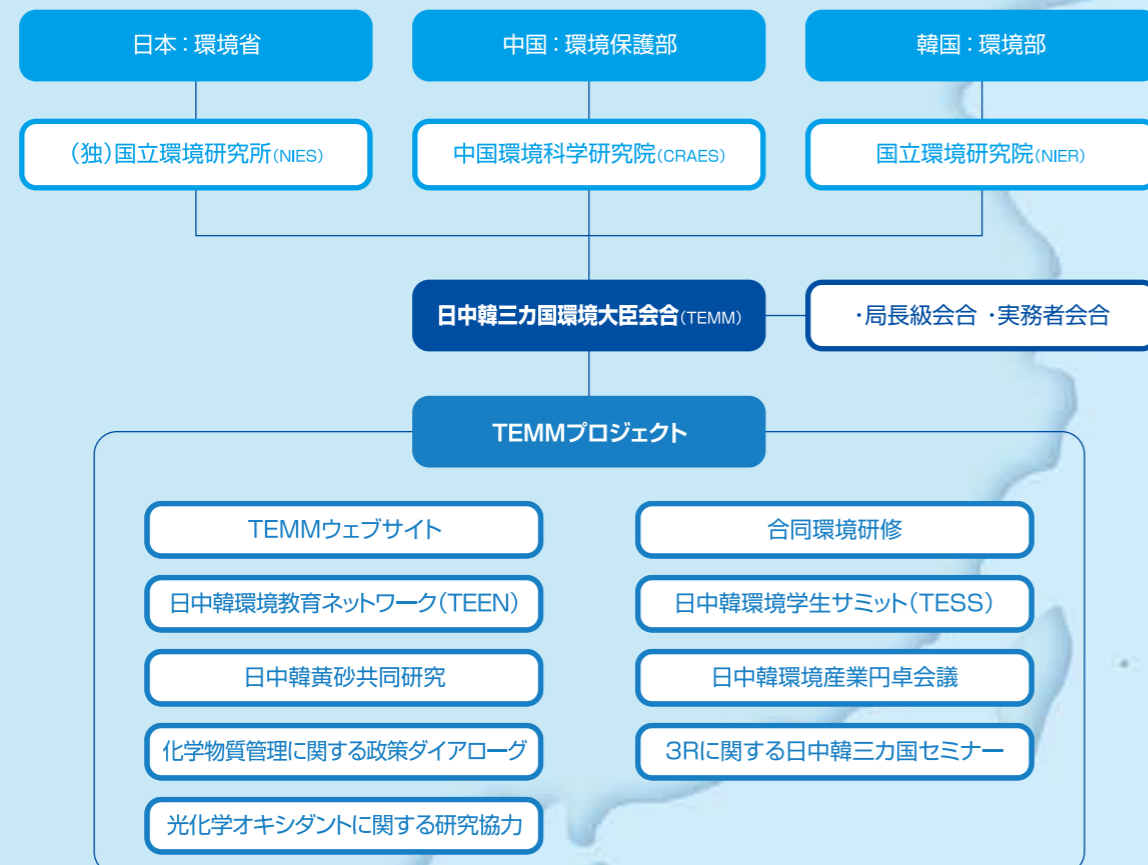 日本：環境省
中国：環境保護部
韓国：環境部
（独）国立環境研究所(NIES)
中国環境科学研究院(CRAES)
国立環境研究院(NIER)
日中韓三カ国環境大臣会合(TEMM)
・局長級会合 ・実務者会合
TEMMプロジェクト
TEMMウェブサイト
合同環境研修
日中韓環境教育ネットワーク（TEEN）
日中韓環境学生サミット（TESS）
日中韓黄砂共同研究
日中韓環境産業円卓会議
化学物質管理に関する政策ダイアローグ
3Rに関する日中韓三カ国セミナー
光化学オキシダントに関する研究協力